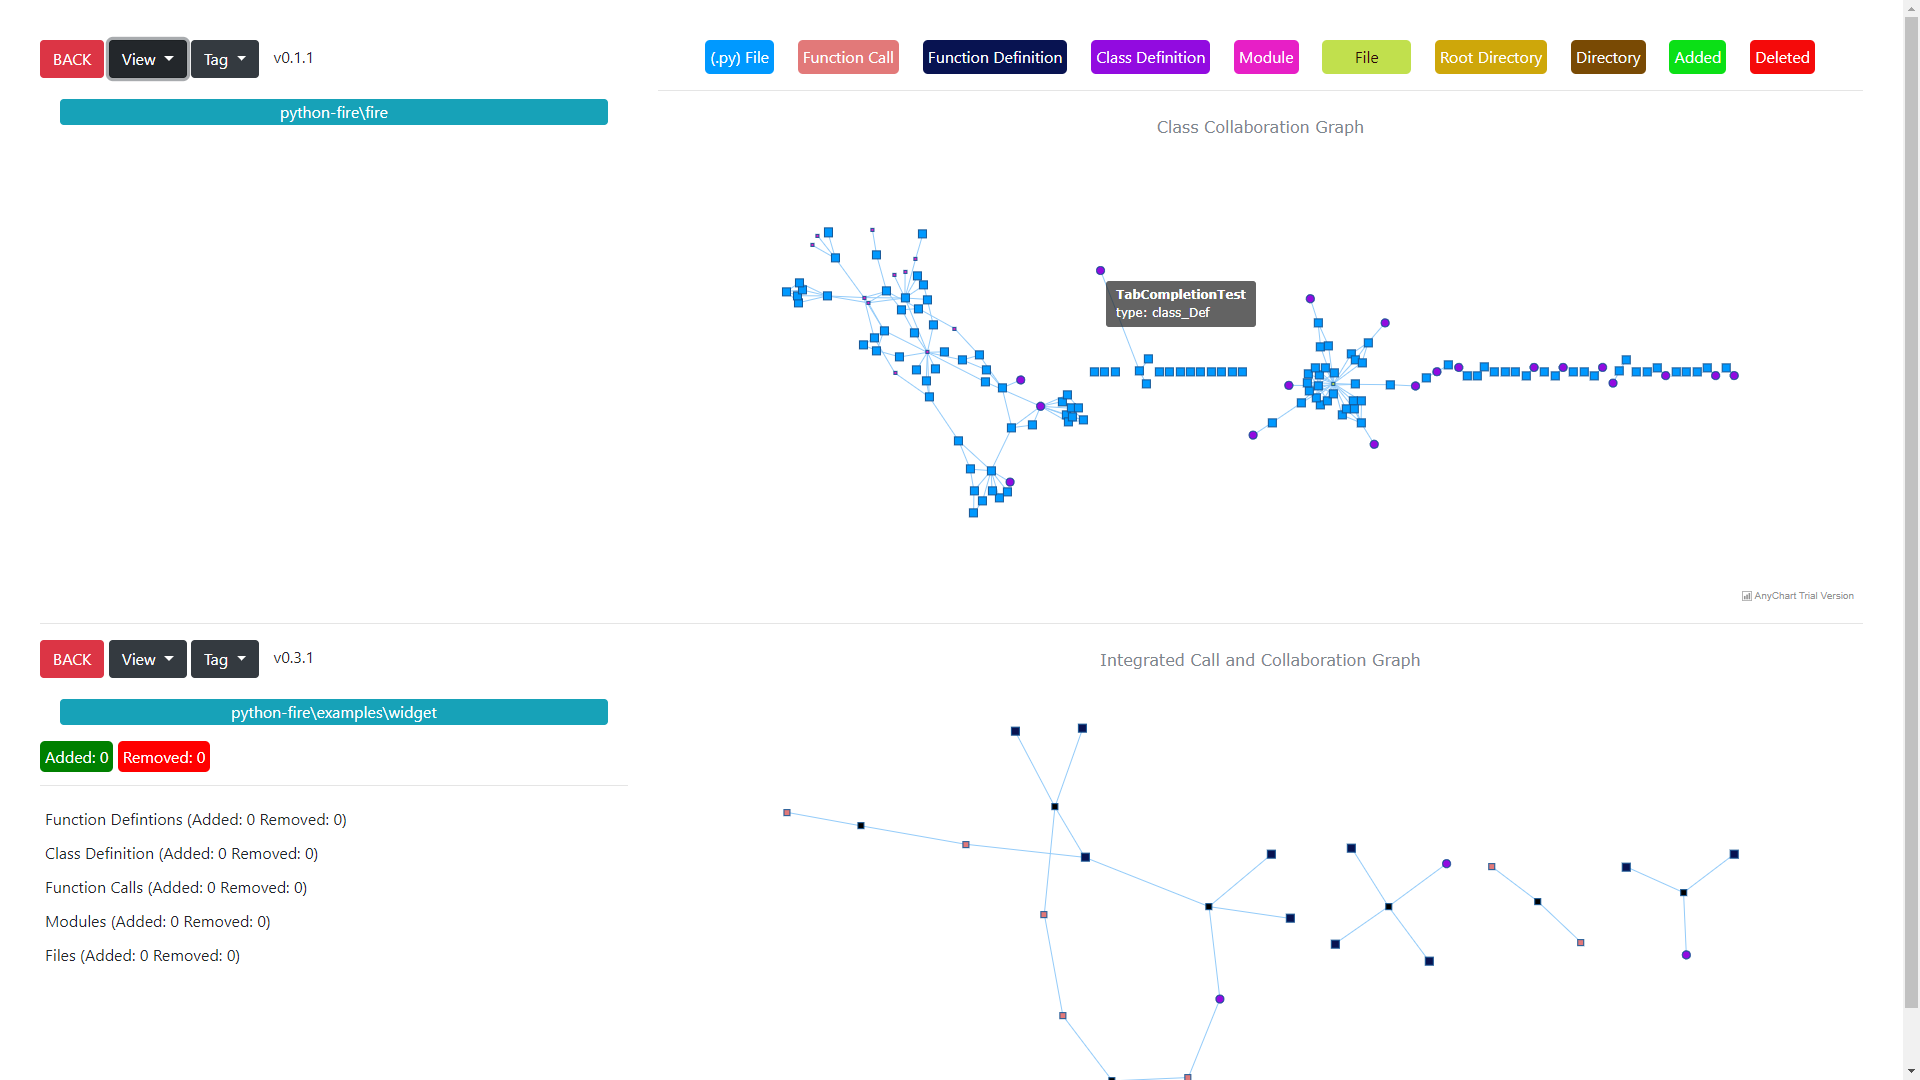 BACK View Tag v0.1.1
(.py) File Function Call Function Definition Class Definition Module File Root Directory Directory Added Deleted
python-fire\fire
Class Collaboration Graph
TabCompletionTest
type: class_Def
AnyChart Trial Version
BACK View Tag v0.3.1
Integrated Call and Collaboration Graph
python-fire\examples\widget
Added: 0 Removed: 0
Function Defintions (Added: 0 Removed: 0)
Class Definition (Added: 0 Removed: 0)
Function Calls (Added: 0 Removed: 0)
Modules (Added: 0 Removed: 0)
Files (Added: 0 Removed: 0)